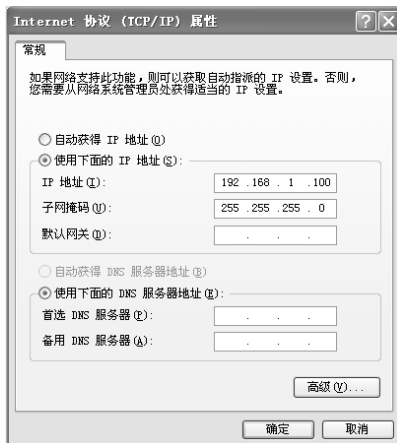 Internet 协议 (TCP/IP) 属性
常规
如果网络支持此功能，则可以获取自动指派的 IP 设置。否则，
您需要从网络系统管理员处获得适当的 IP 设置。
自动获得 IP 地址(O)
使用下面的 IP 地址(S):
IP 地址(I): 192 .168 . 1 .100
子网掩码(U): 255 .255 .255 . 0
默认网关(D): . . .
自动获得 DNS 服务器地址(B)
使用下面的 DNS 服务器地址(E):
首选 DNS 服务器(P): . . .
备用 DNS 服务器(A): . . .
高级(V)...
确定 取消